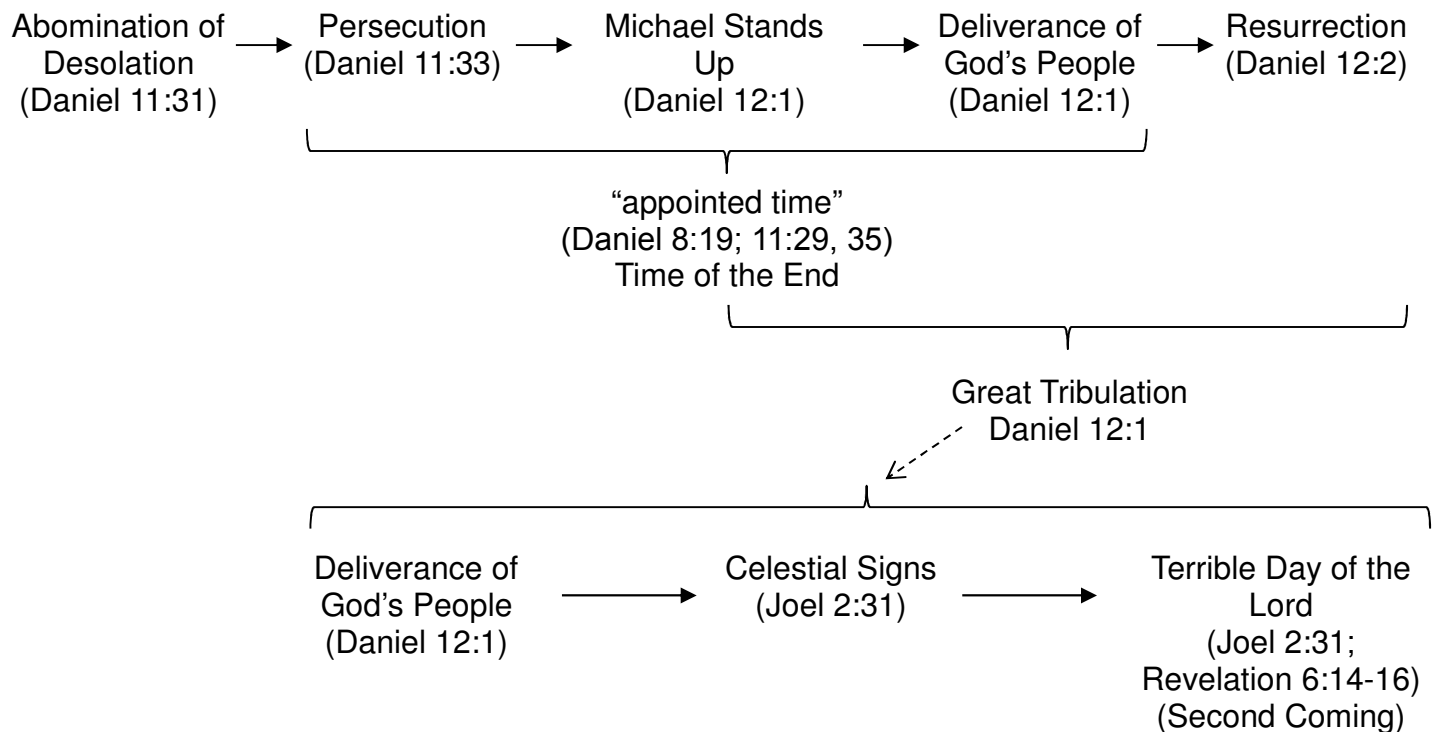 Abomination of
Desolation
(Daniel 11:31)
Persecution
(Daniel 11:33)
Michael Stands
Up
(Daniel 12:1)
Deliverance of
God’s People
(Daniel 12:1)
Resurrection
(Daniel 12:2)
“appointed time”
(Daniel 8:19; 11:29, 35)
Time of the End
Great Tribulation
Daniel 12:1
Deliverance of
God’s People
(Daniel 12:1)
Celestial Signs
(Joel 2:31)
Terrible Day of the
Lord
(Joel 2:31;
Revelation 6:14-16)
(Second Coming)